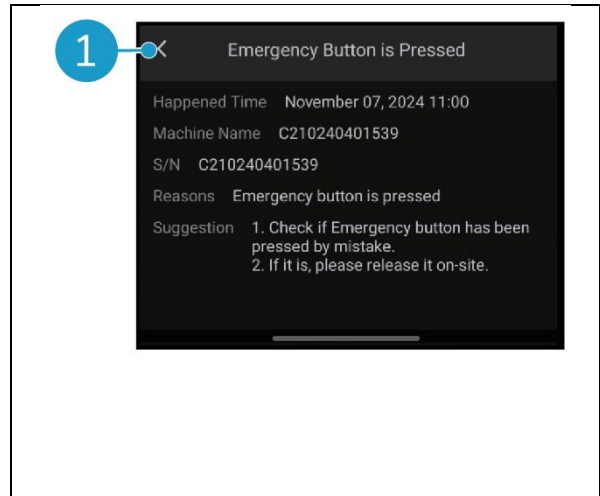 1
Emergency Button is Pressed
Happened Time November 07, 2024 11:00
Machine Name C210240401539
S/N C210240401539
Reasons Emergency button is pressed
Suggestion 1. Check if Emergency button has been
pressed by mistake.
2. If it is, please release it on-site.